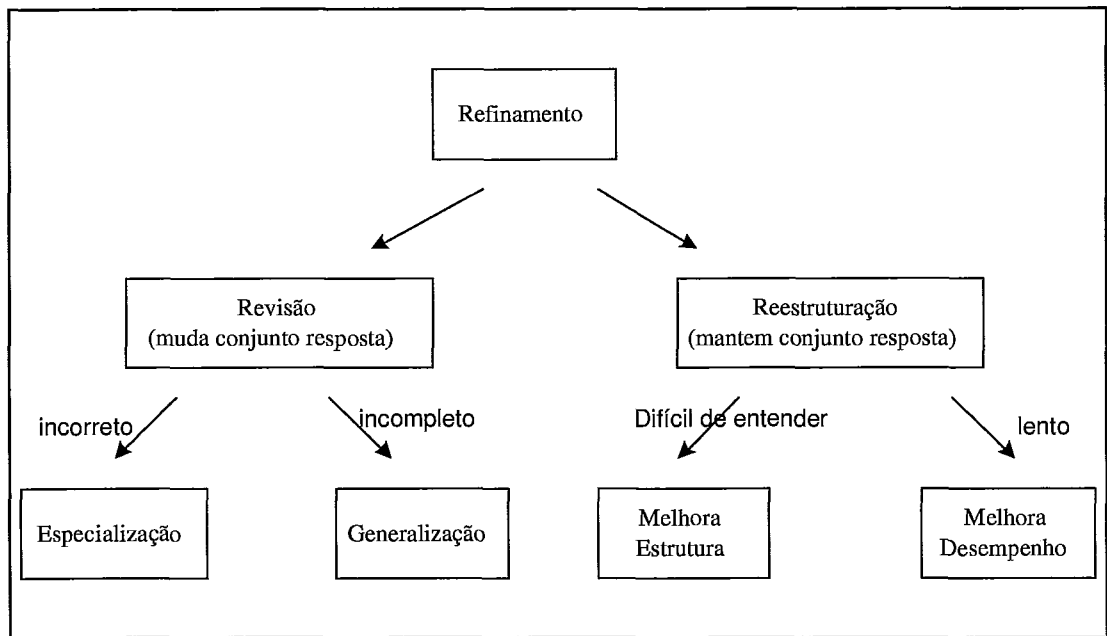 Refinamento
Revisão
(muda conjunto resposta)
Reestruturação
(mantem conjunto resposta)
incorreto
incompleto
Difícil de entender
lento
Especialização
Generalização
Melhora
Estrutura
Melhora
Desempenho